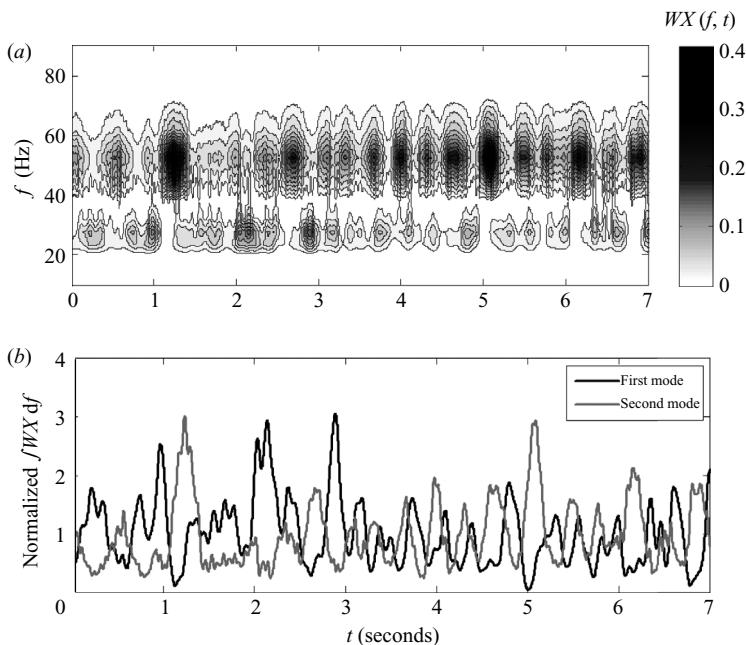 WX (f, t)
(a)
80
60
40
20
f (Hz)
0 1 2 3 4 5 6 7
0.4
0.3
0.2
0.1
0
(b)
4
3
2
1
0
Normalized ∫WX df
First mode
Second mode
0 1 2 3 4 5 6 7
t (seconds)